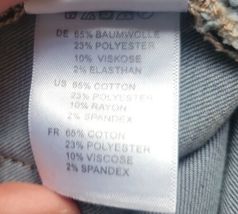 DE 65% BAUMWOLLE
23% POLYESTER
10% VISKOSE
2% ELASTHAN
US 65% COTTON
23% POLYESTER
10% RAYON
2% SPANDEX
FR 65% COTON
23% POLYESTER
10% VISCOSE
2% SPANDEX